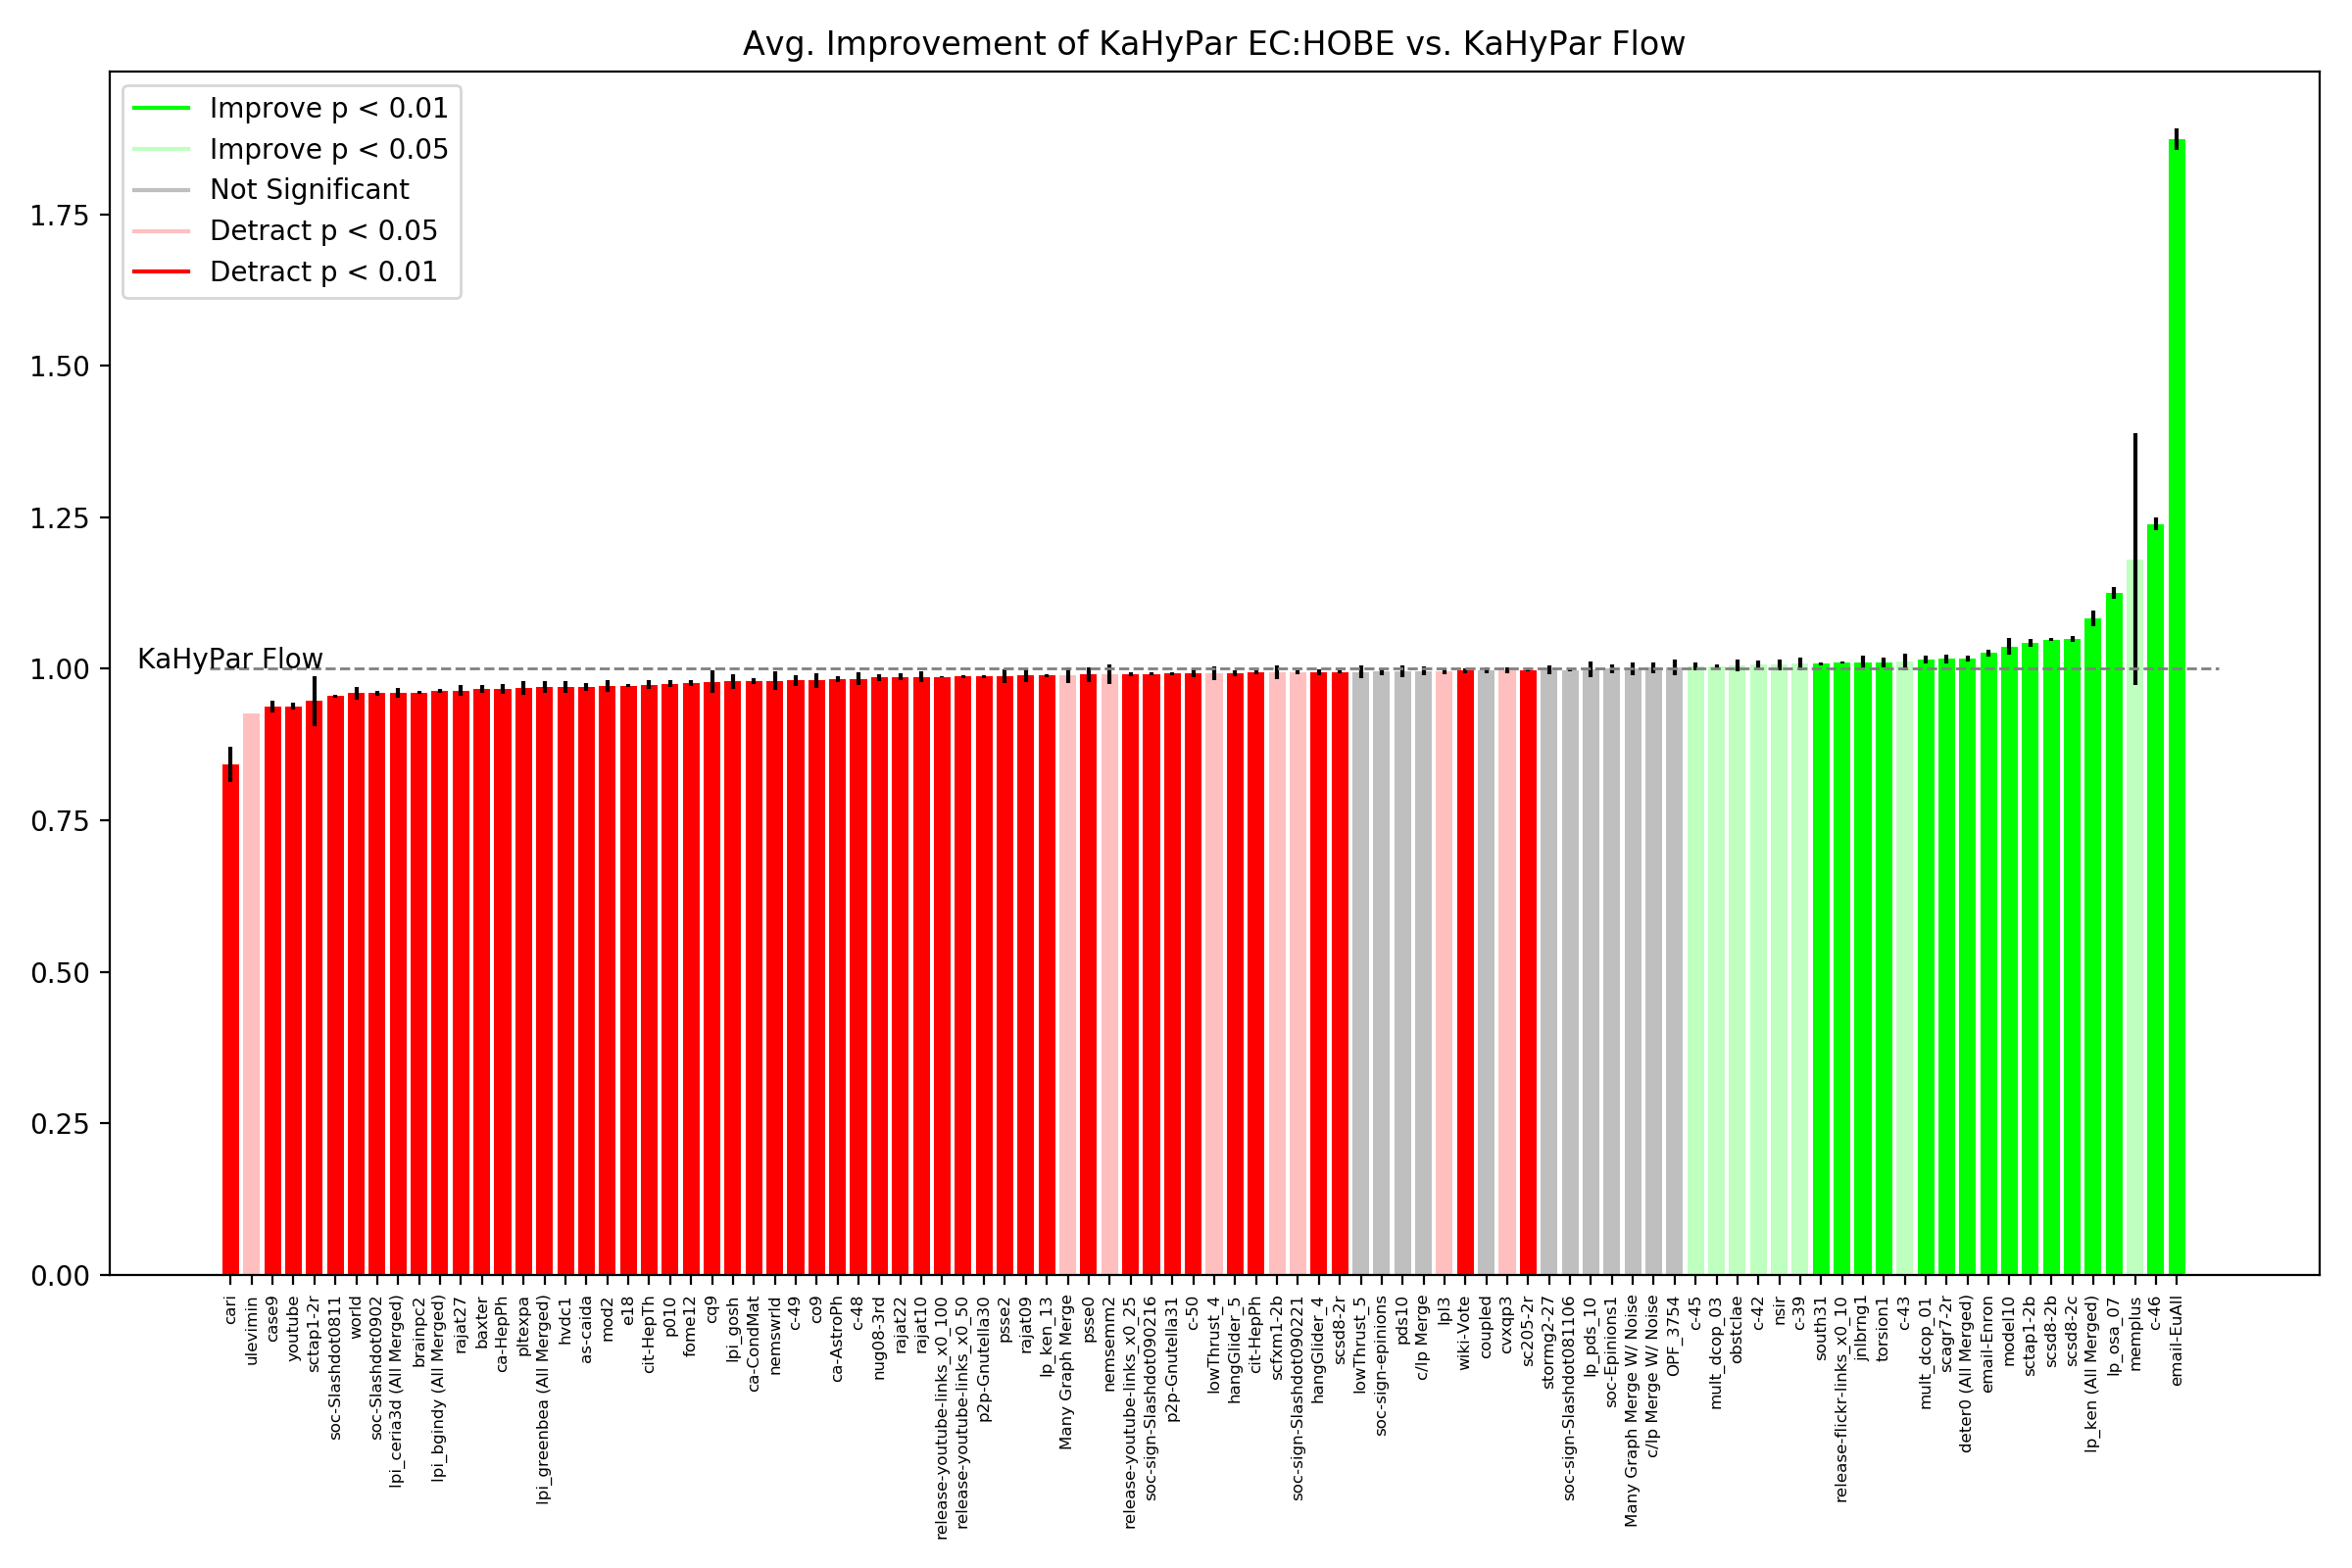 Avg. Improvement of KaHyPar EC:HOBE vs. KaHyPar Flow
Improve p < 0.01
Improve p < 0.05
Not Significant
Detract p < 0.05
Detract p < 0.01
1.75
1.50
1.25
1.00
0.75
0.50
0.25
0.00
KaHyPar Flow
cari
ulevimin
case9
youtube
sctap1-2r
soc-Slashdot0811
world
soc-Slashdot0902
lpi_ceria3d (All Merged)
brainpc2
lpi_bgindy (All Merged)
rajat27
baxter
ca-HepPh
pltexpa
lpi_greenbea (All Merged)
hvdc1
as-caida
mod2
e18
cit-HepTh
p010
fome12
cq9
lpi_gosh
ca-CondMat
nemswrld
c-49
co9
ca-AstroPh
c-48
nug08-3rd
rajat22
rajat10
release-youtube-links_x0_100
release-youtube-links_x0_50
p2p-Gnutella30
psse2
rajat09
lp_ken_13
Many Graph Merge
psse0
nemsemm2
release-youtube-links_x0_25
soc-sign-Slashdot090216
p2p-Gnutella31
c-50
lowThrust_4
hangGlider_5
cit-HepPh
scfxm1-2b
soc-sign-Slashdot090221
hangGlider_4
scsd8-2r
lowThrust_5
soc-sign-epinions
pds10
c/lp Merge
lpl3
wiki-Vote
coupled
cvxqp3
sc205-2r
stormg2-27
soc-sign-Slashdot081106
lp_pds_10
soc-Epinions1
Many Graph Merge W/ Noise
c/lp Merge W/ Noise
OPF_3754
c-45
mult_dcop_03
obstclae
c-42
nsir
c-39
south31
release-flickr-links_x0_10
jnlbrng1
torsion1
c-43
mult_dcop_01
scagr7-2r
deter0 (All Merged)
email-Enron
model10
sctap1-2b
scsd8-2b
scsd8-2c
lp_ken (All Merged)
lp_osa_07
memplus
c-46
email-EuAll